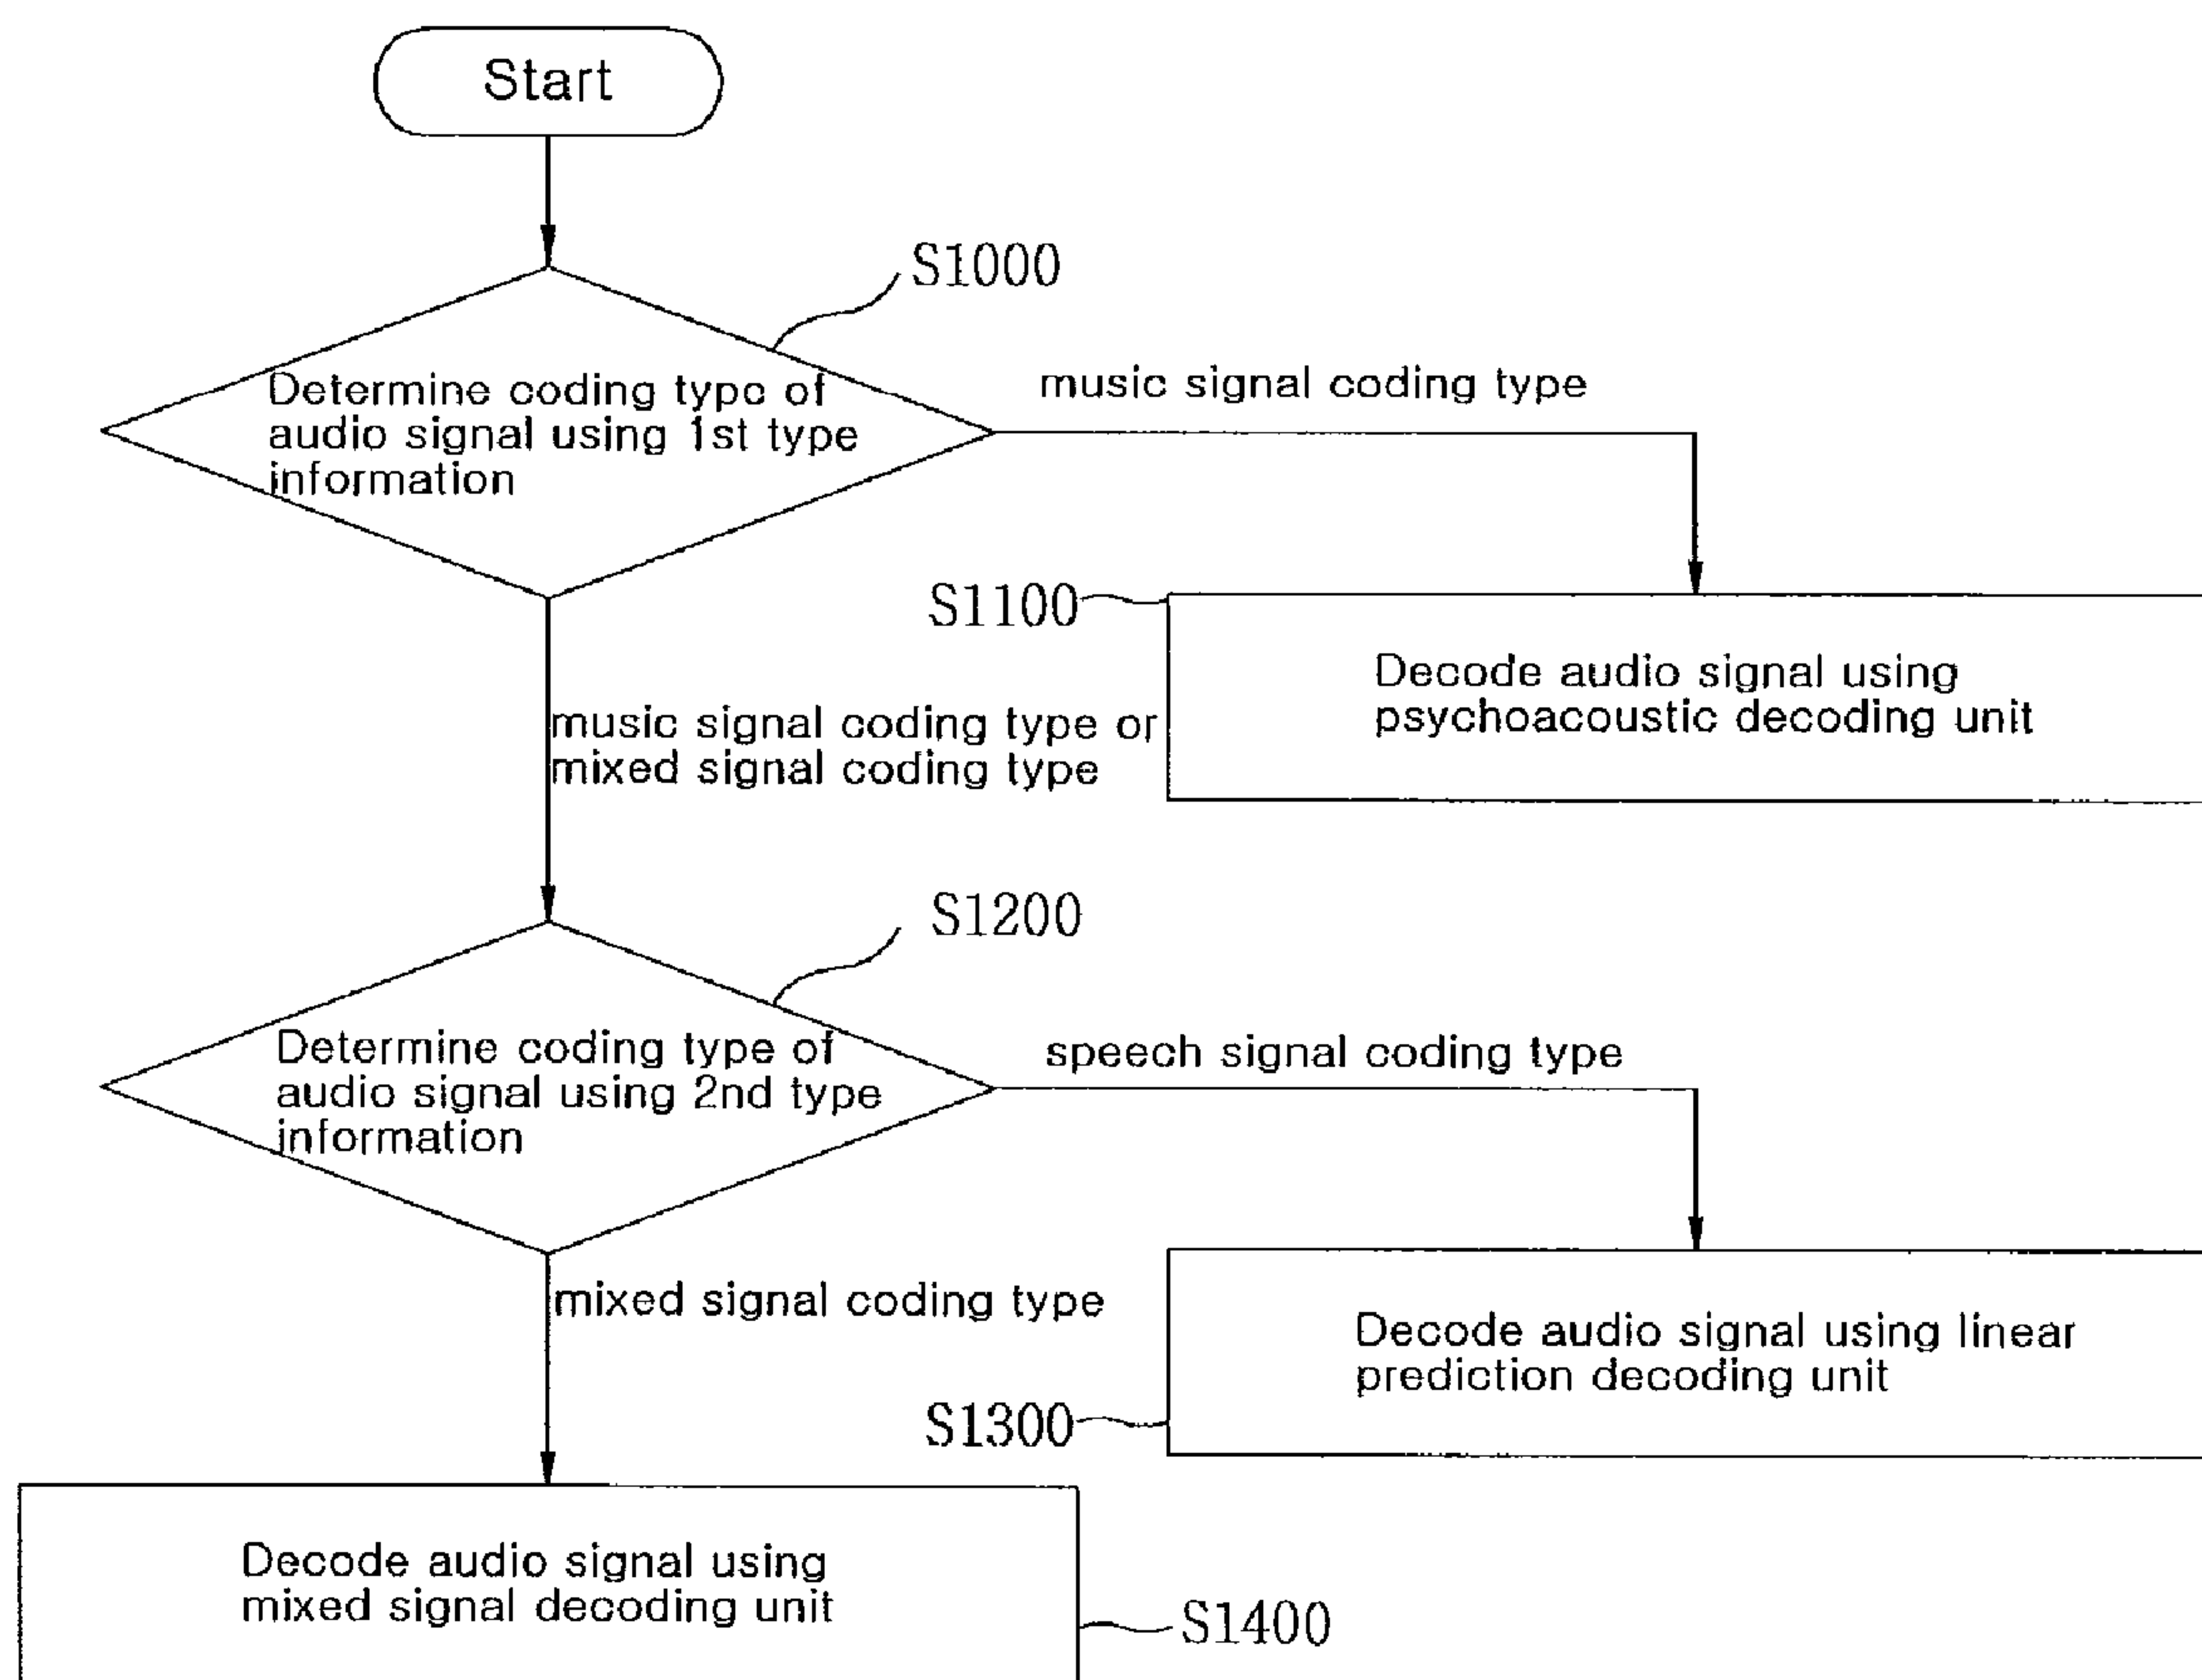 Start
S1000
Determine coding type of
audio signal using 1st type
information
music signal coding type
S1100
Decode audio signal using
psychoacoustic decoding unit
music signal coding type or
mixed signal coding type
S1200
Determine coding type of
audio signal using 2nd type
information
speech signal coding type
mixed signal coding type
Decode audio signal using linear
prediction decoding unit
S1300
Decode audio signal using
mixed signal decoding unit
S1400